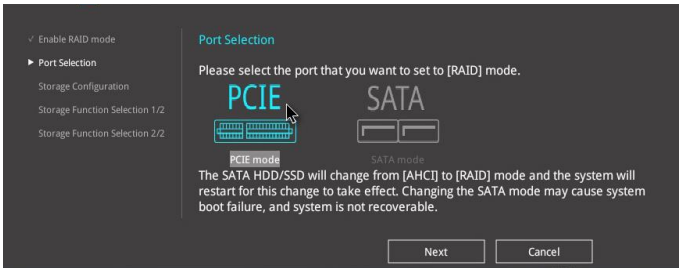 ✓ Enable RAID mode
▶ Port Selection
Storage Configuration
Storage Function Selection 1/2
Storage Function Selection 2/2
Port Selection
Please select the port that you want to set to [RAID] mode.
PCIE SATA
PCIE mode SATA mode
The SATA HDD/SSD will change from [AHCI] to [RAID] mode and the system will
restart for this change to take effect. Changing the SATA mode may cause system
boot failure, and system is not recoverable.
Next Cancel